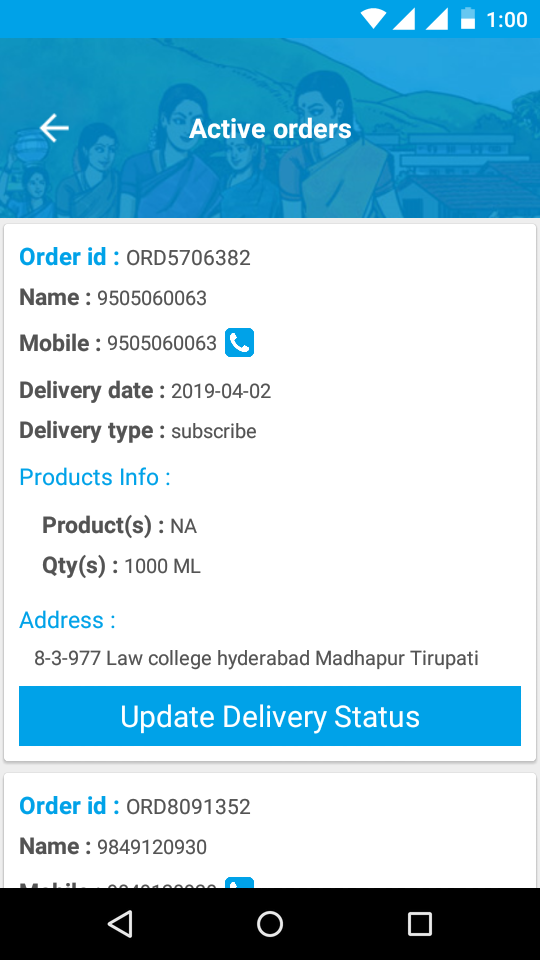 1:00
Active orders
Order id : ORD5706382
Name : 9505060063
Mobile : 9505060063
Delivery date : 2019-04-02
Delivery type : subscribe
Products Info :
Product(s) : NA
Qty(s) : 1000 ML
Address :
8-3-977 Law college hyderabad Madhapur Tirupati
Update Delivery Status
Order id : ORD8091352
Name : 9849120930
Mobile :